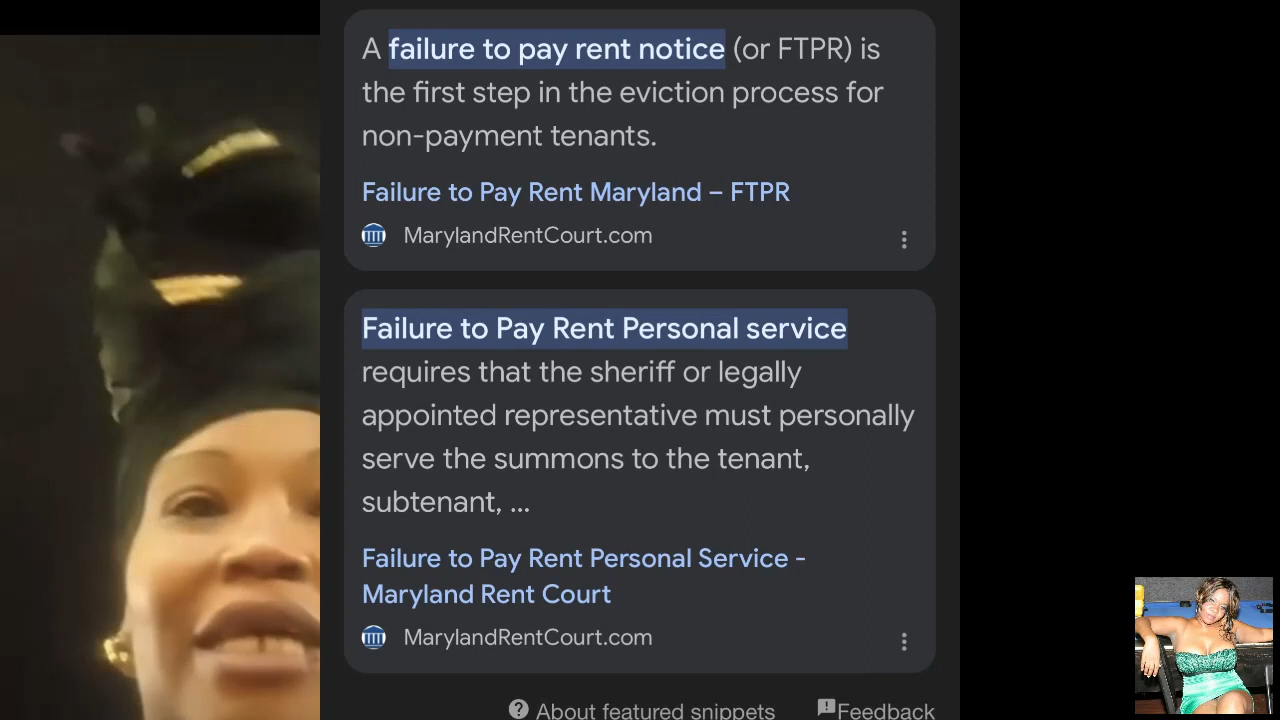 A failure to pay rent notice (or FTPR) is
the first step in the eviction process for
non-payment tenants.
Failure to Pay Rent Maryland – FTPR
MarylandRentCourt.com
Failure to Pay Rent Personal service
requires that the sheriff or legally
appointed representative must personally
serve the summons to the tenant,
subtenant, ...
Failure to Pay Rent Personal Service -
Maryland Rent Court
MarylandRentCourt.com
About featured snippets Feedback